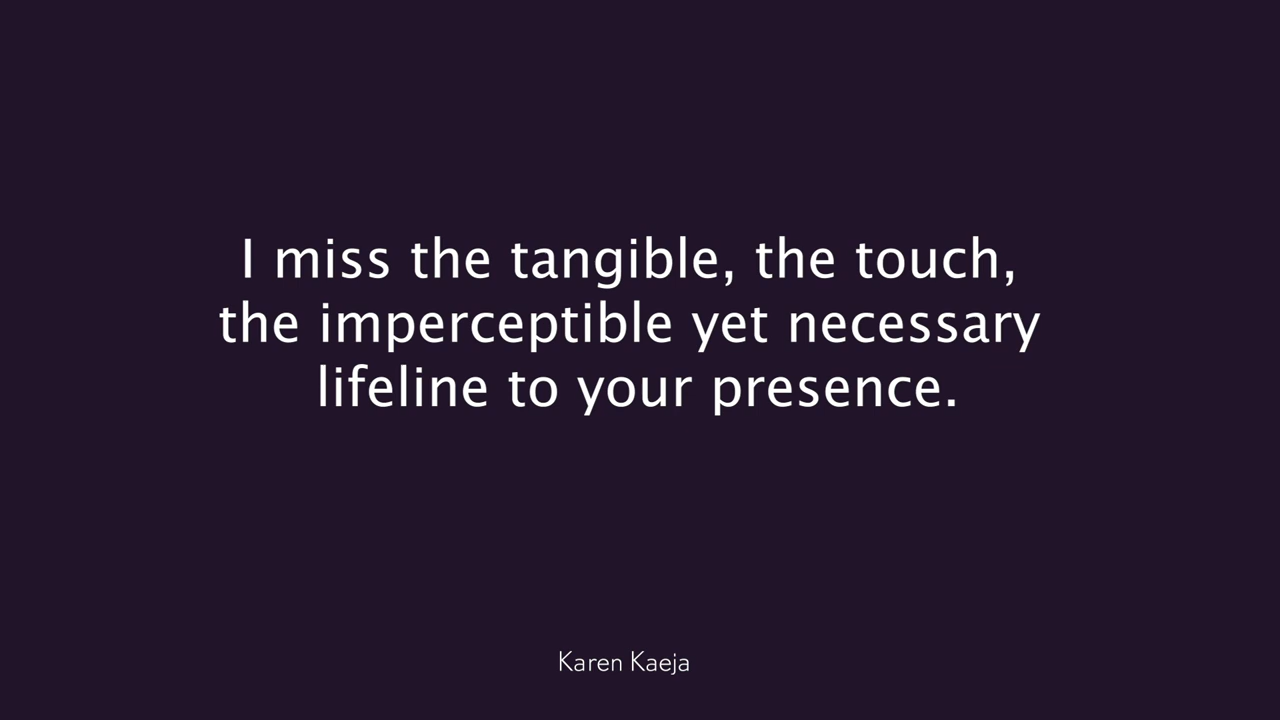 I miss the tangible, the touch,
the imperceptible yet necessary
lifeline to your presence.
Karen Kaeja